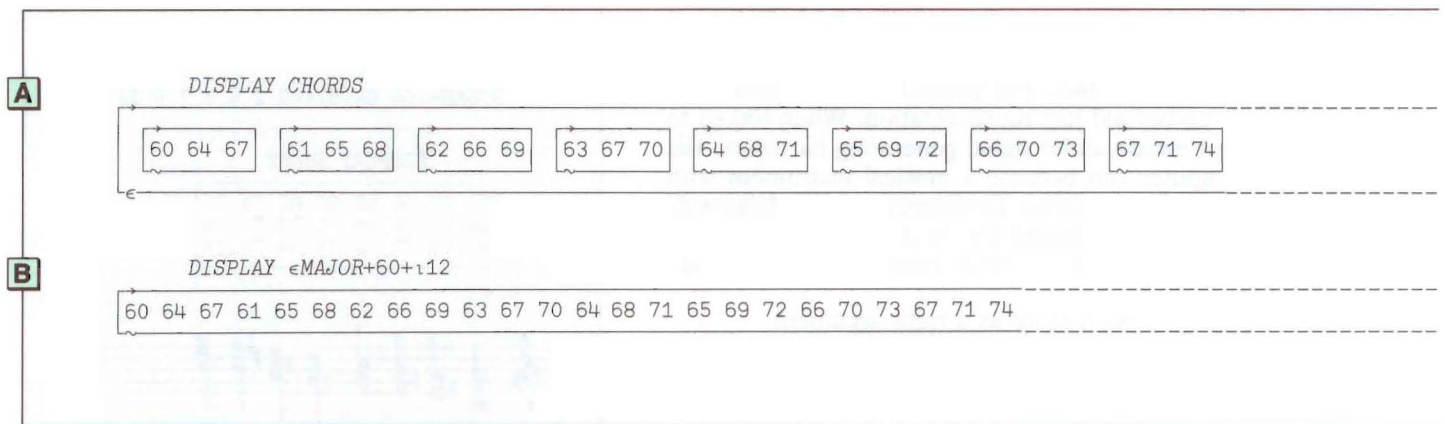 A
DISPLAY CHORDS
60 64 67 61 65 68 62 66 69 63 67 70 64 68 71 65 69 72 66 70 73 67 71 74
∊
B
DISPLAY ∊MAJOR+60+⍳12
60 64 67 61 65 68 62 66 69 63 67 70 64 68 71 65 69 72 66 70 73 67 71 74